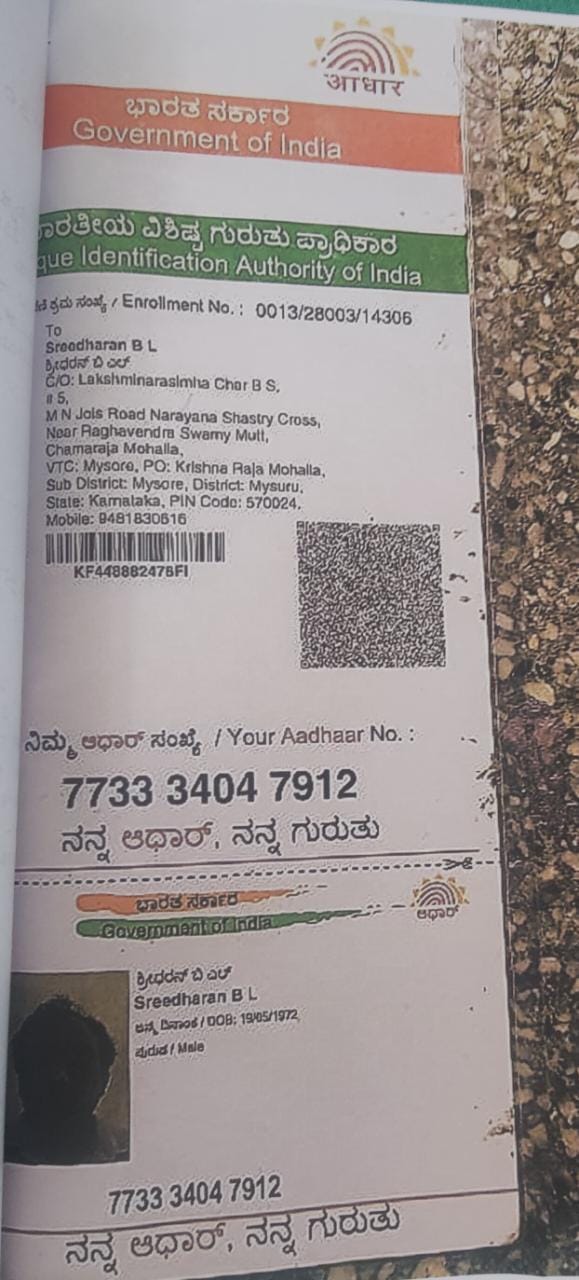 आधार
ಭಾರತ ಸರ್ಕಾರ
Government of India
ಭಾರತೀಯ ವಿಶಿಷ್ಟ ಗುರುತು ಪ್ರಾಧಿಕಾರ
que Identification Authority of India
ಕ್ರಮ ಸಂಖ್ಯೆ / Enrollment No. : 0013/28003/14306
To
Sreedharan B L
ಶ್ರೀಧರನ್ ಬಿ ಎಲ್
C/O: Lakshminarasimha Char B S,
# 5,
M N Jois Road Narayana Shastry Cross,
Near Raghavendra Swamy Mutt,
Chamaraja Mohalla,
VTC: Mysore, PO: Krishna Raja Mohalla,
Sub District: Mysore, District: Mysuru,
State: Karnataka, PIN Code: 570024,
Mobile: 9481830616
KF448882476FI
ನಿಮ್ಮ ಆಧಾರ್ ಸಂಖ್ಯೆ / Your Aadhaar No. :
7733 3404 7912
ನನ್ನ ಆಧಾರ್, ನನ್ನ ಗುರುತು
ಭಾರತ ಸರ್ಕಾರ
Government of India
ಆಧಾರ್
ಶ್ರೀಧರನ್ ಬಿ ಎಲ್
Sreedharan B L
ಜನ್ಮ ದಿನಾಂಕ / DOB: 19/05/1972
ಪುರುಷ / Male
7733 3404 7912
ನನ್ನ ಆಧಾರ್, ನನ್ನ ಗುರುತು